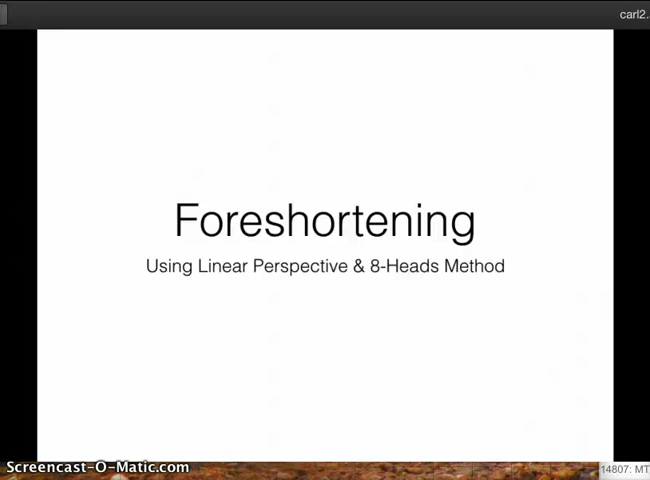 carl2.
Foreshortening
Using Linear Perspective & 8-Heads Method
Screencast-O-Matic.com
14807: MT